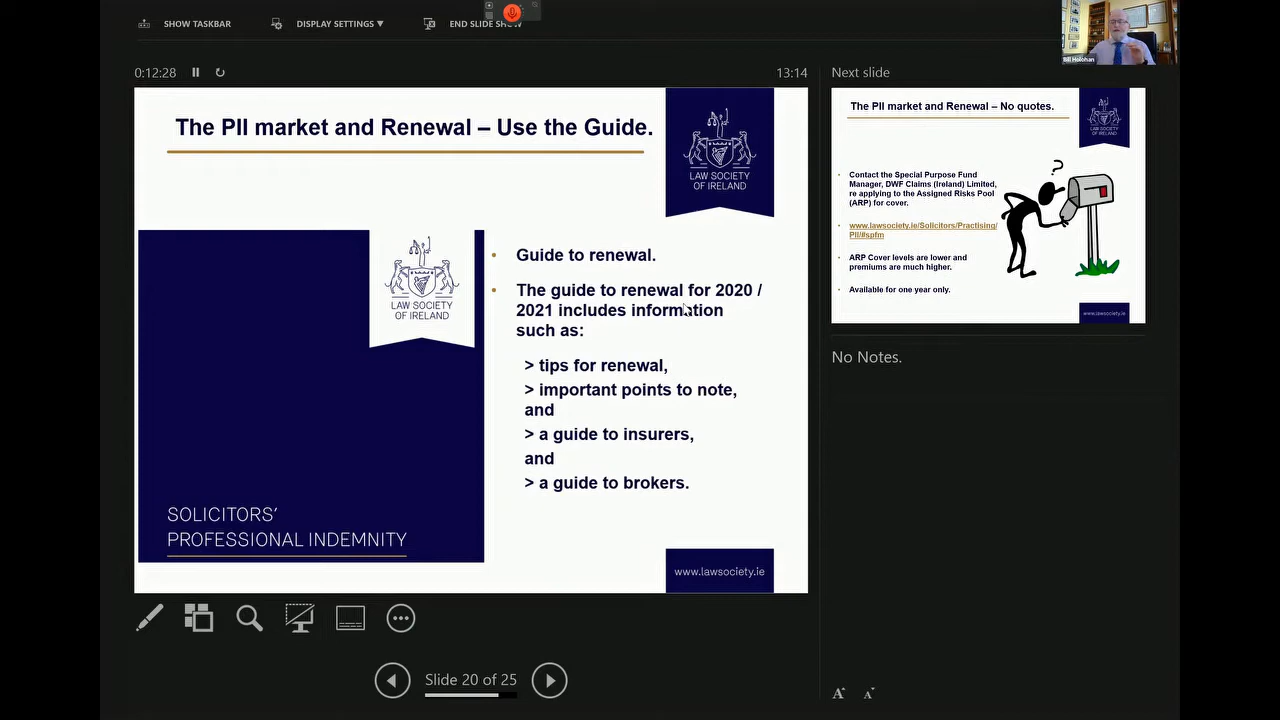 SHOW TASKBAR
DISPLAY SETTINGS ▼
END SLIDE SHOW
Bill Holohan
0:12:28
13:14
The PII market and Renewal – Use the Guide.
LAW SOCIETY
OF IRELAND
LAW SOCIETY
OF IRELAND
SOLICITORS'
PROFESSIONAL INDEMNITY
• Guide to renewal.
• The guide to renewal for 2020 /
2021 includes information
such as:
> tips for renewal,
> important points to note,
and
> a guide to insurers,
and
> a guide to brokers.
www.lawsociety.ie
Slide 20 of 25
Next slide
The PII market and Renewal – No quotes.
LAW SOCIETY
OF IRELAND
• Contact the Special Purpose Fund
Manager, DWF Claims (Ireland) Limited,
re applying to the Assigned Risks Pool
(ARP) for cover.
• www.lawsociety.ie/Solicitors/Practising/
PII/#spfm
• ARP Cover levels are lower and
premiums are much higher.
• Available for one year only.
?
www.lawsociety.ie
No Notes.
A A